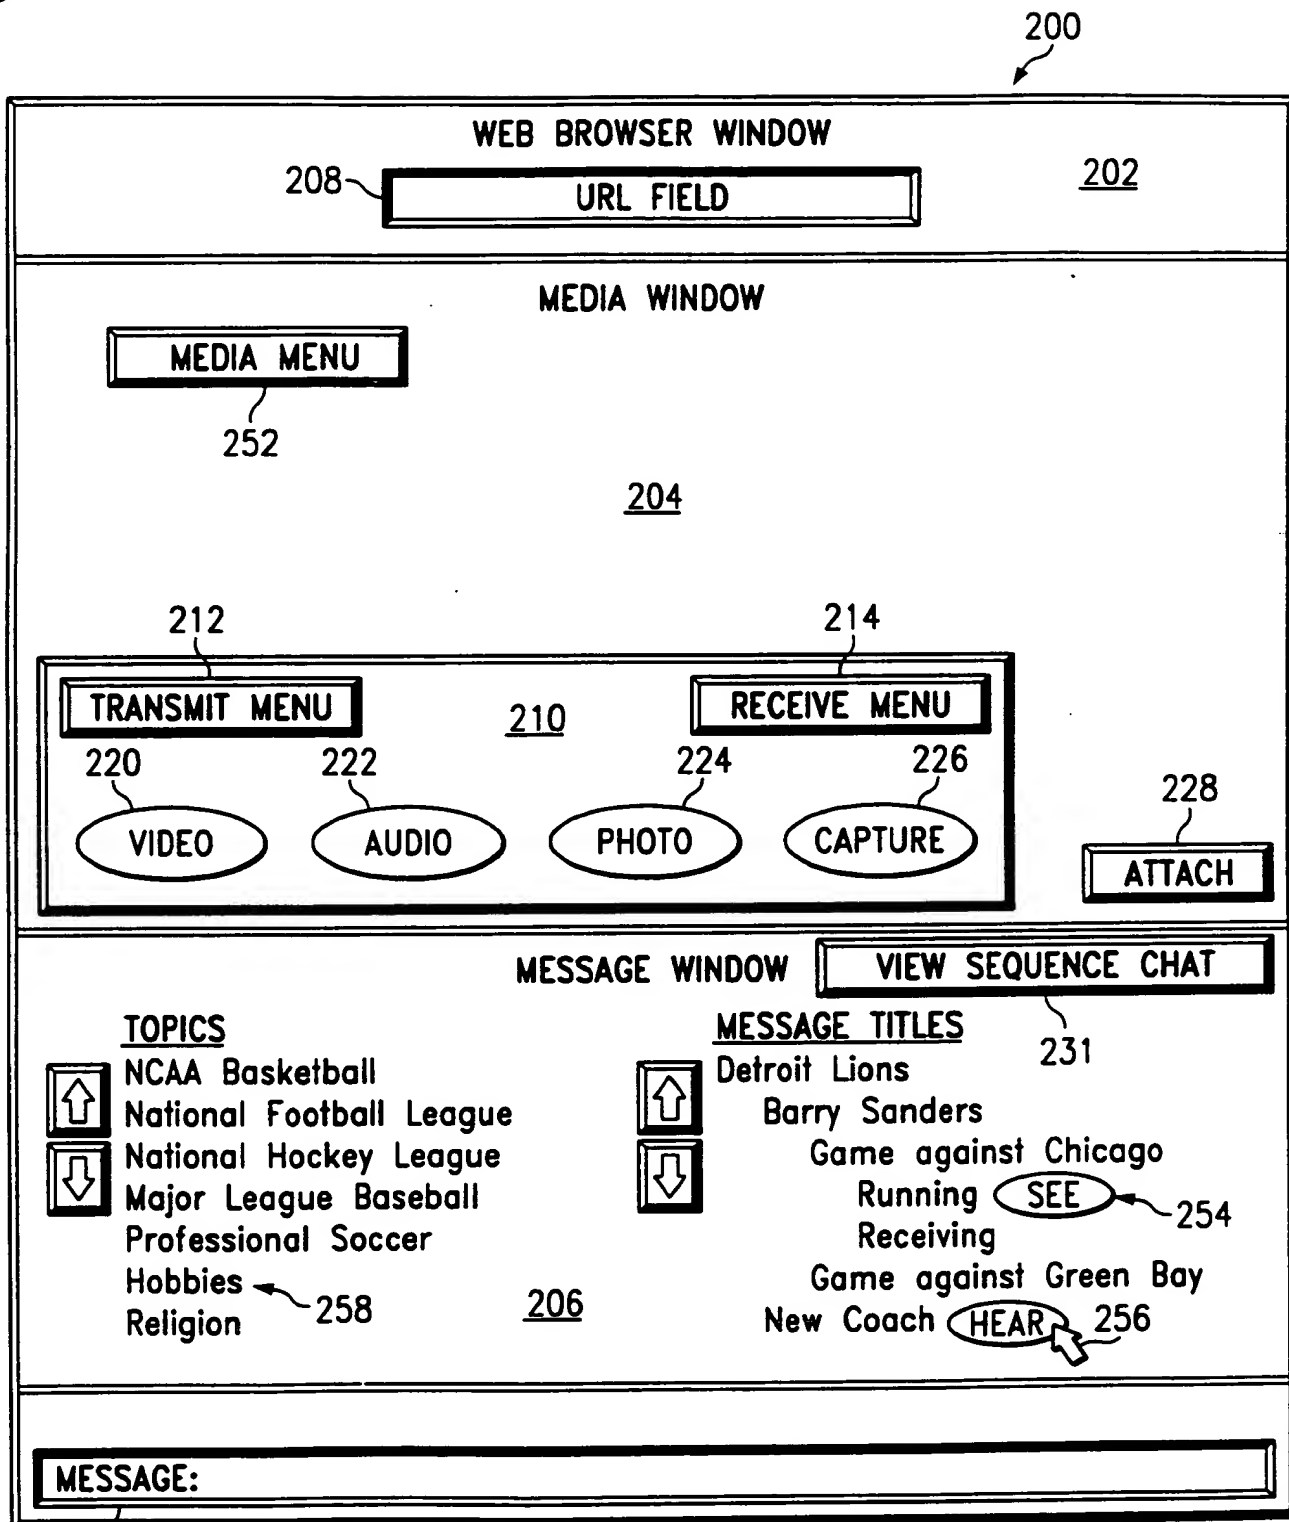 200
WEB BROWSER WINDOW
208
URL FIELD
202
MEDIA WINDOW
MEDIA MENU
252
204
212
214
TRANSMIT MENU
210
RECEIVE MENU
220
222
224
226
VIDEO
AUDIO
PHOTO
CAPTURE
228
ATTACH
MESSAGE WINDOW
VIEW SEQUENCE CHAT
231
TOPICS
NCAA Basketball
National Football League
National Hockey League
Major League Baseball
Professional Soccer
Hobbies
258
Religion
206
MESSAGE TITLES
Detroit Lions
Barry Sanders
Game against Chicago
Running SEE
254
Receiving
Game against Green Bay
New Coach HEAR
256
MESSAGE: